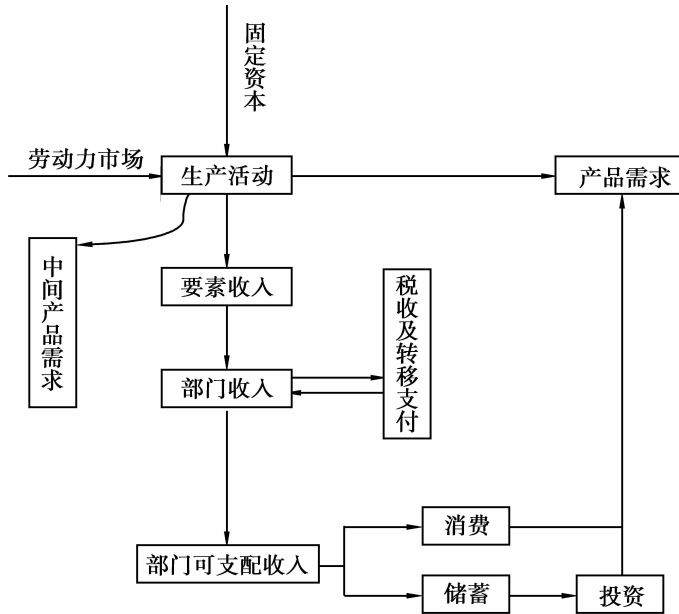 固定资本
劳动力市场
生产活动
产品需求
中间产品需求
要素收入
税收及转移支付
部门收入
消费
部门可支配收入
储蓄
投资